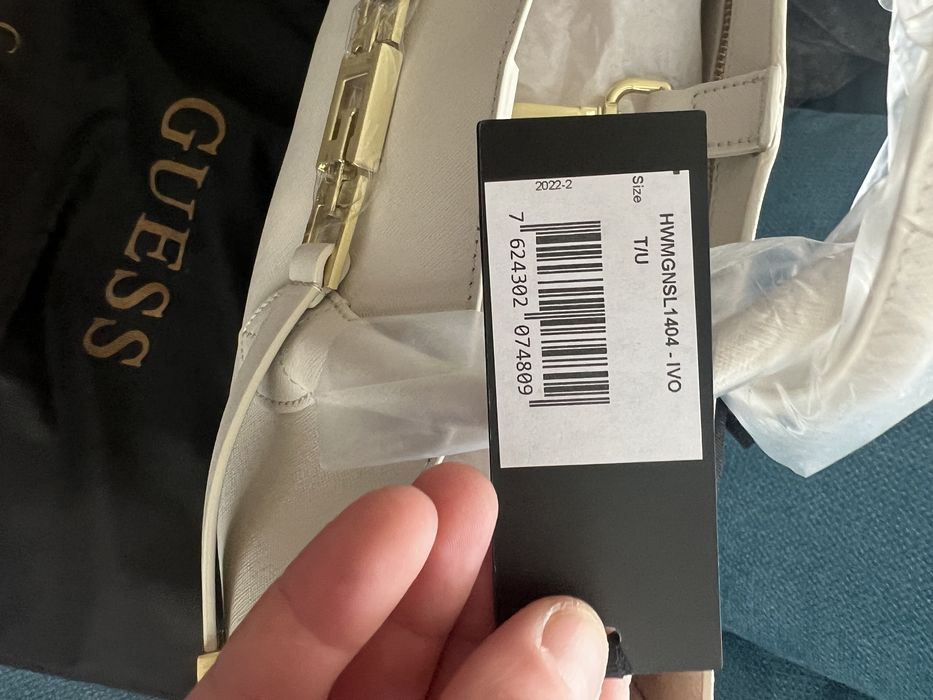 GUESS
HWMGNSL1404 - IVO
Size
T/U
2022-2
7 624302 074809